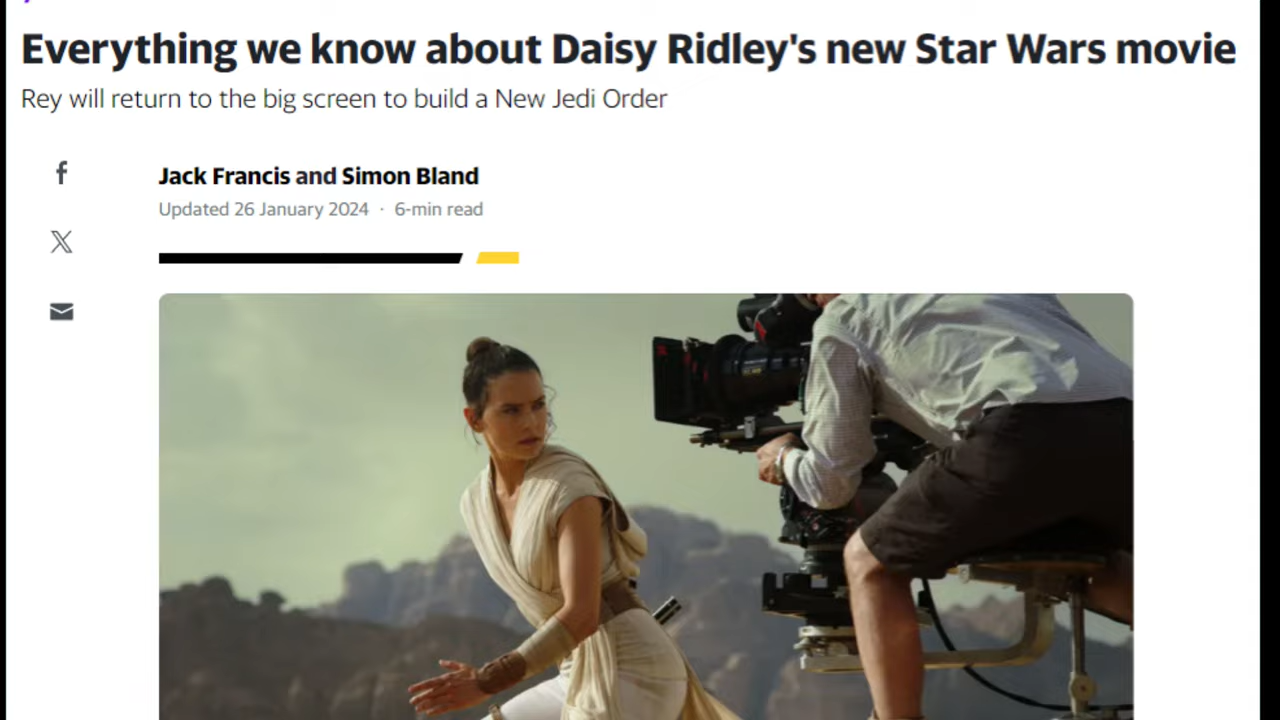 Everything we know about Daisy Ridley's new Star Wars movie
Rey will return to the big screen to build a New Jedi Order
Jack Francis and Simon Bland
Updated 26 January 2024 · 6-min read